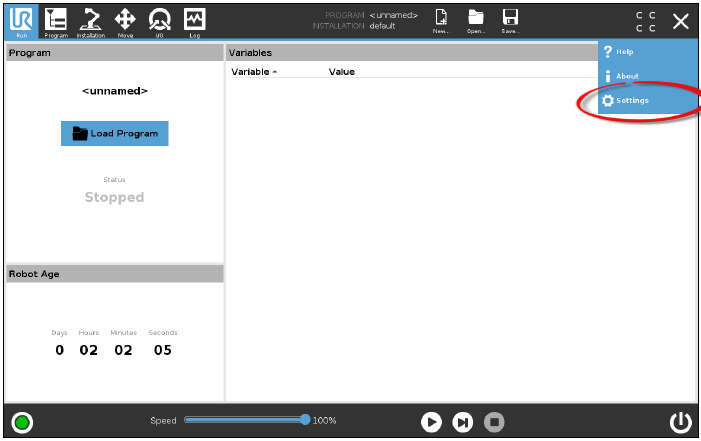 UR
Run
Program
Installation
Move
I/O
Log
PROGRAM <unnamed>
INSTALLATION default
New...
Open...
Save...
C C
C C
Program
<unnamed>
Load Program
Status
Stopped
Variables
Variable
Value
? Help
i About
Settings
Robot Age
Days Hours Minutes Seconds
0 02 02 05
Speed
100%